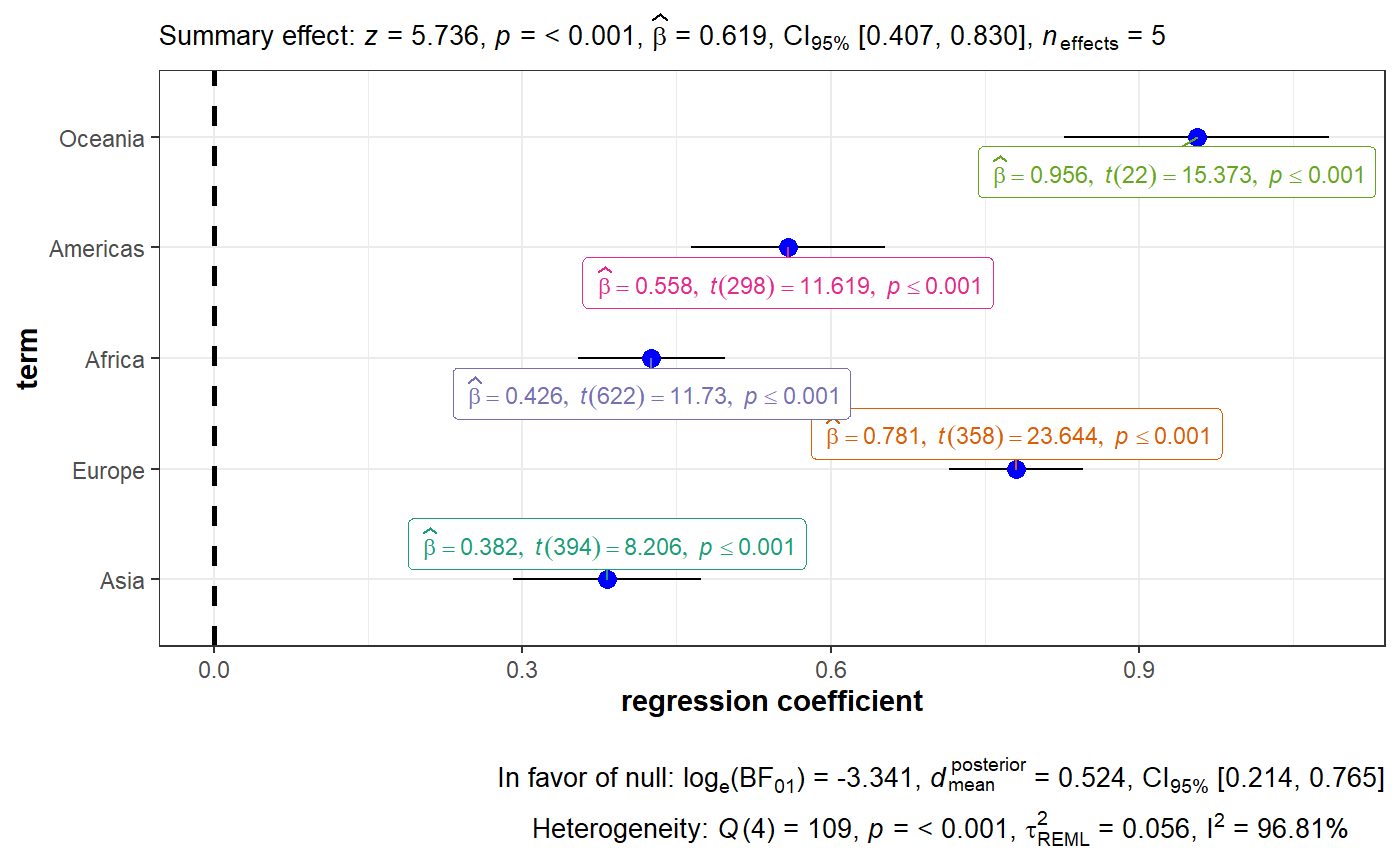 Summary effect: z = 5.736, p = < 0.001, β̂ = 0.619, CI95% [0.407, 0.830], neffects = 5
term
Oceania
β̂ = 0.956, t(22) = 15.373, p ≤ 0.001
Americas
β̂ = 0.558, t(298) = 11.619, p ≤ 0.001
Africa
β̂ = 0.426, t(622) = 11.73, p ≤ 0.001
β̂ = 0.781, t(358) = 23.644, p ≤ 0.001
Europe
β̂ = 0.382, t(394) = 8.206, p ≤ 0.001
Asia
0.0 0.3 0.6 0.9
regression coefficient
In favor of null: loge(BF01) = -3.341, d posterior mean = 0.524, CI95% [0.214, 0.765]
Heterogeneity: Q(4) = 109, p = < 0.001, τ2REML = 0.056, I2 = 96.81%